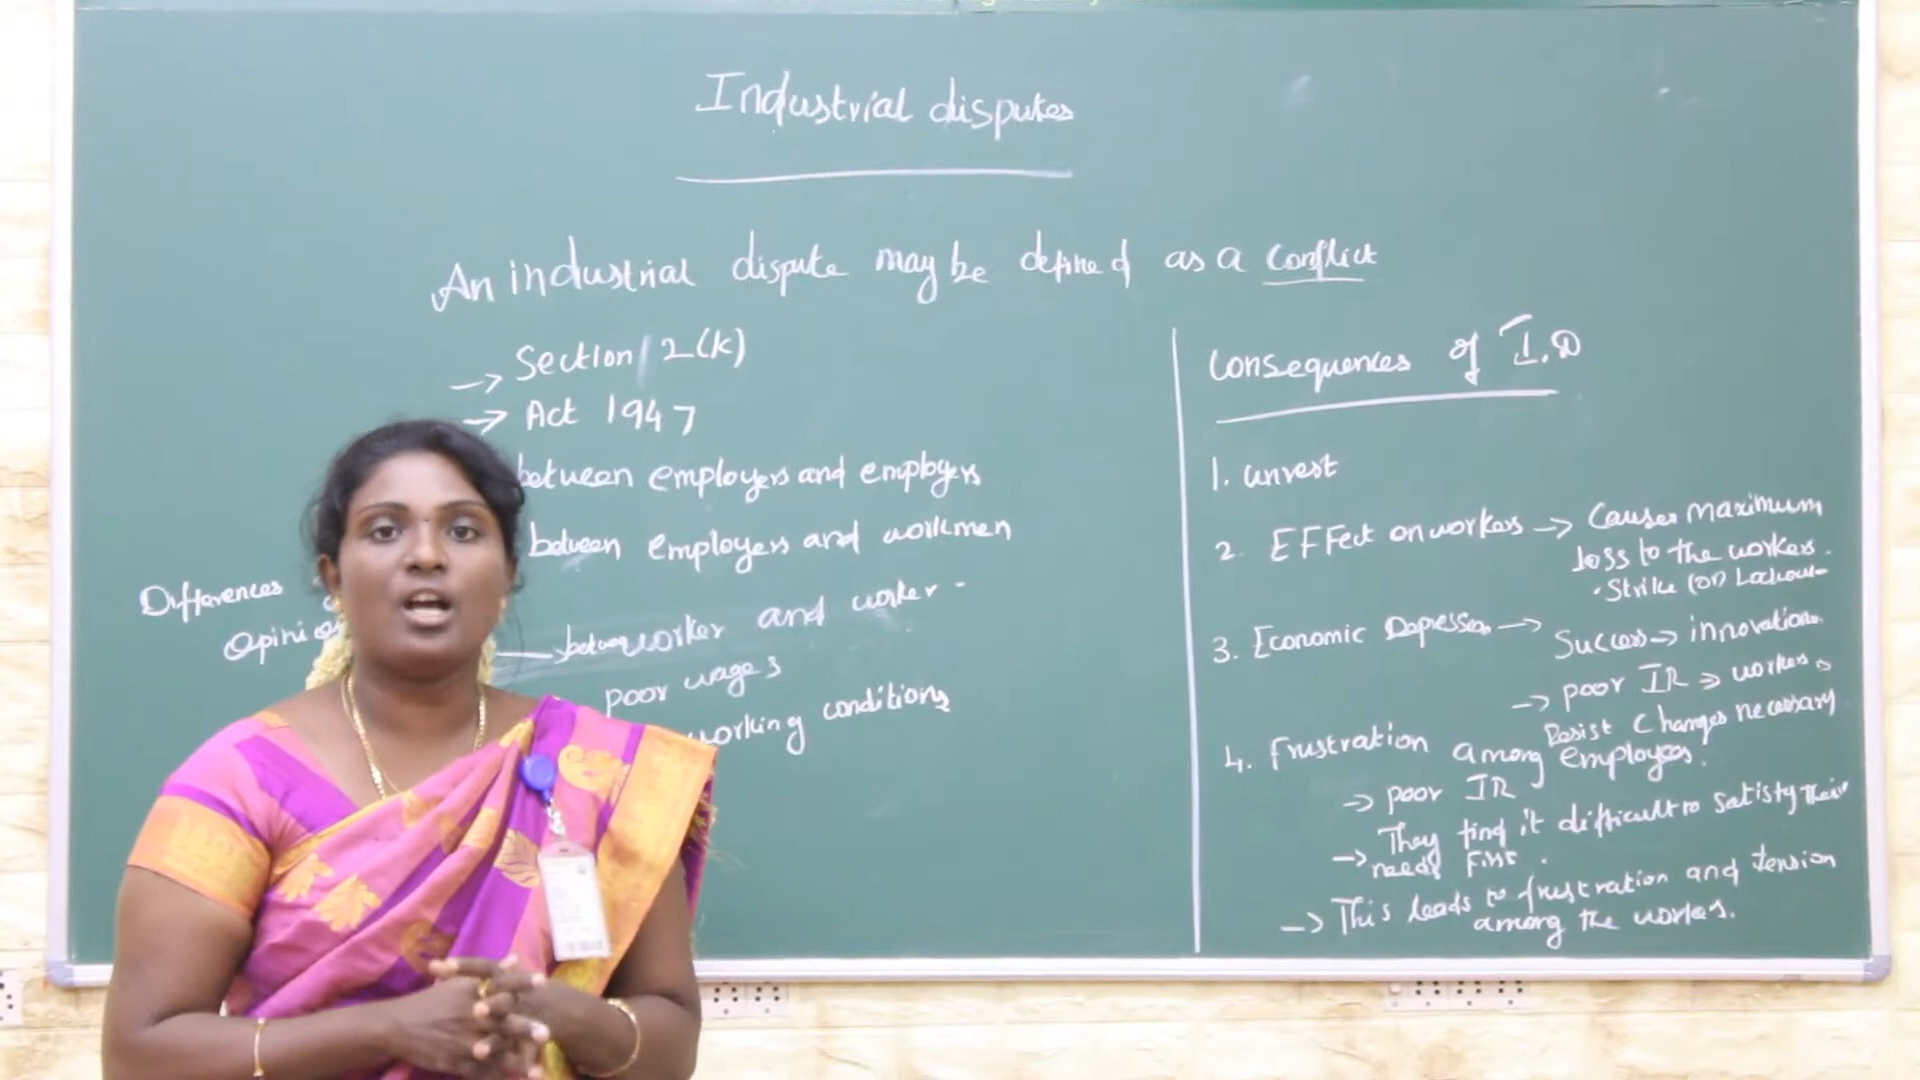 Industrial disputes
An industrial dispute may be defined as a conflict
→ Section 2(k)
→ Act 1947
between employers and employers
between employers and workmen
Differences
Opinio
→ between worker and worker -
poor wages
working conditions
Consequences of I.D
1. unrest
2. Effect on workers → Causes maximum
loss to the workers.
Strike (or) Lockout
3. Economic Depression →
Success → innovation
→ poor IR → workers
Resist Changes necessary
4. frustration among employees.
→ poor IR
→ They find it difficult to satisfy their
needs First.
→ This leads to frustration and tension
among the workers.